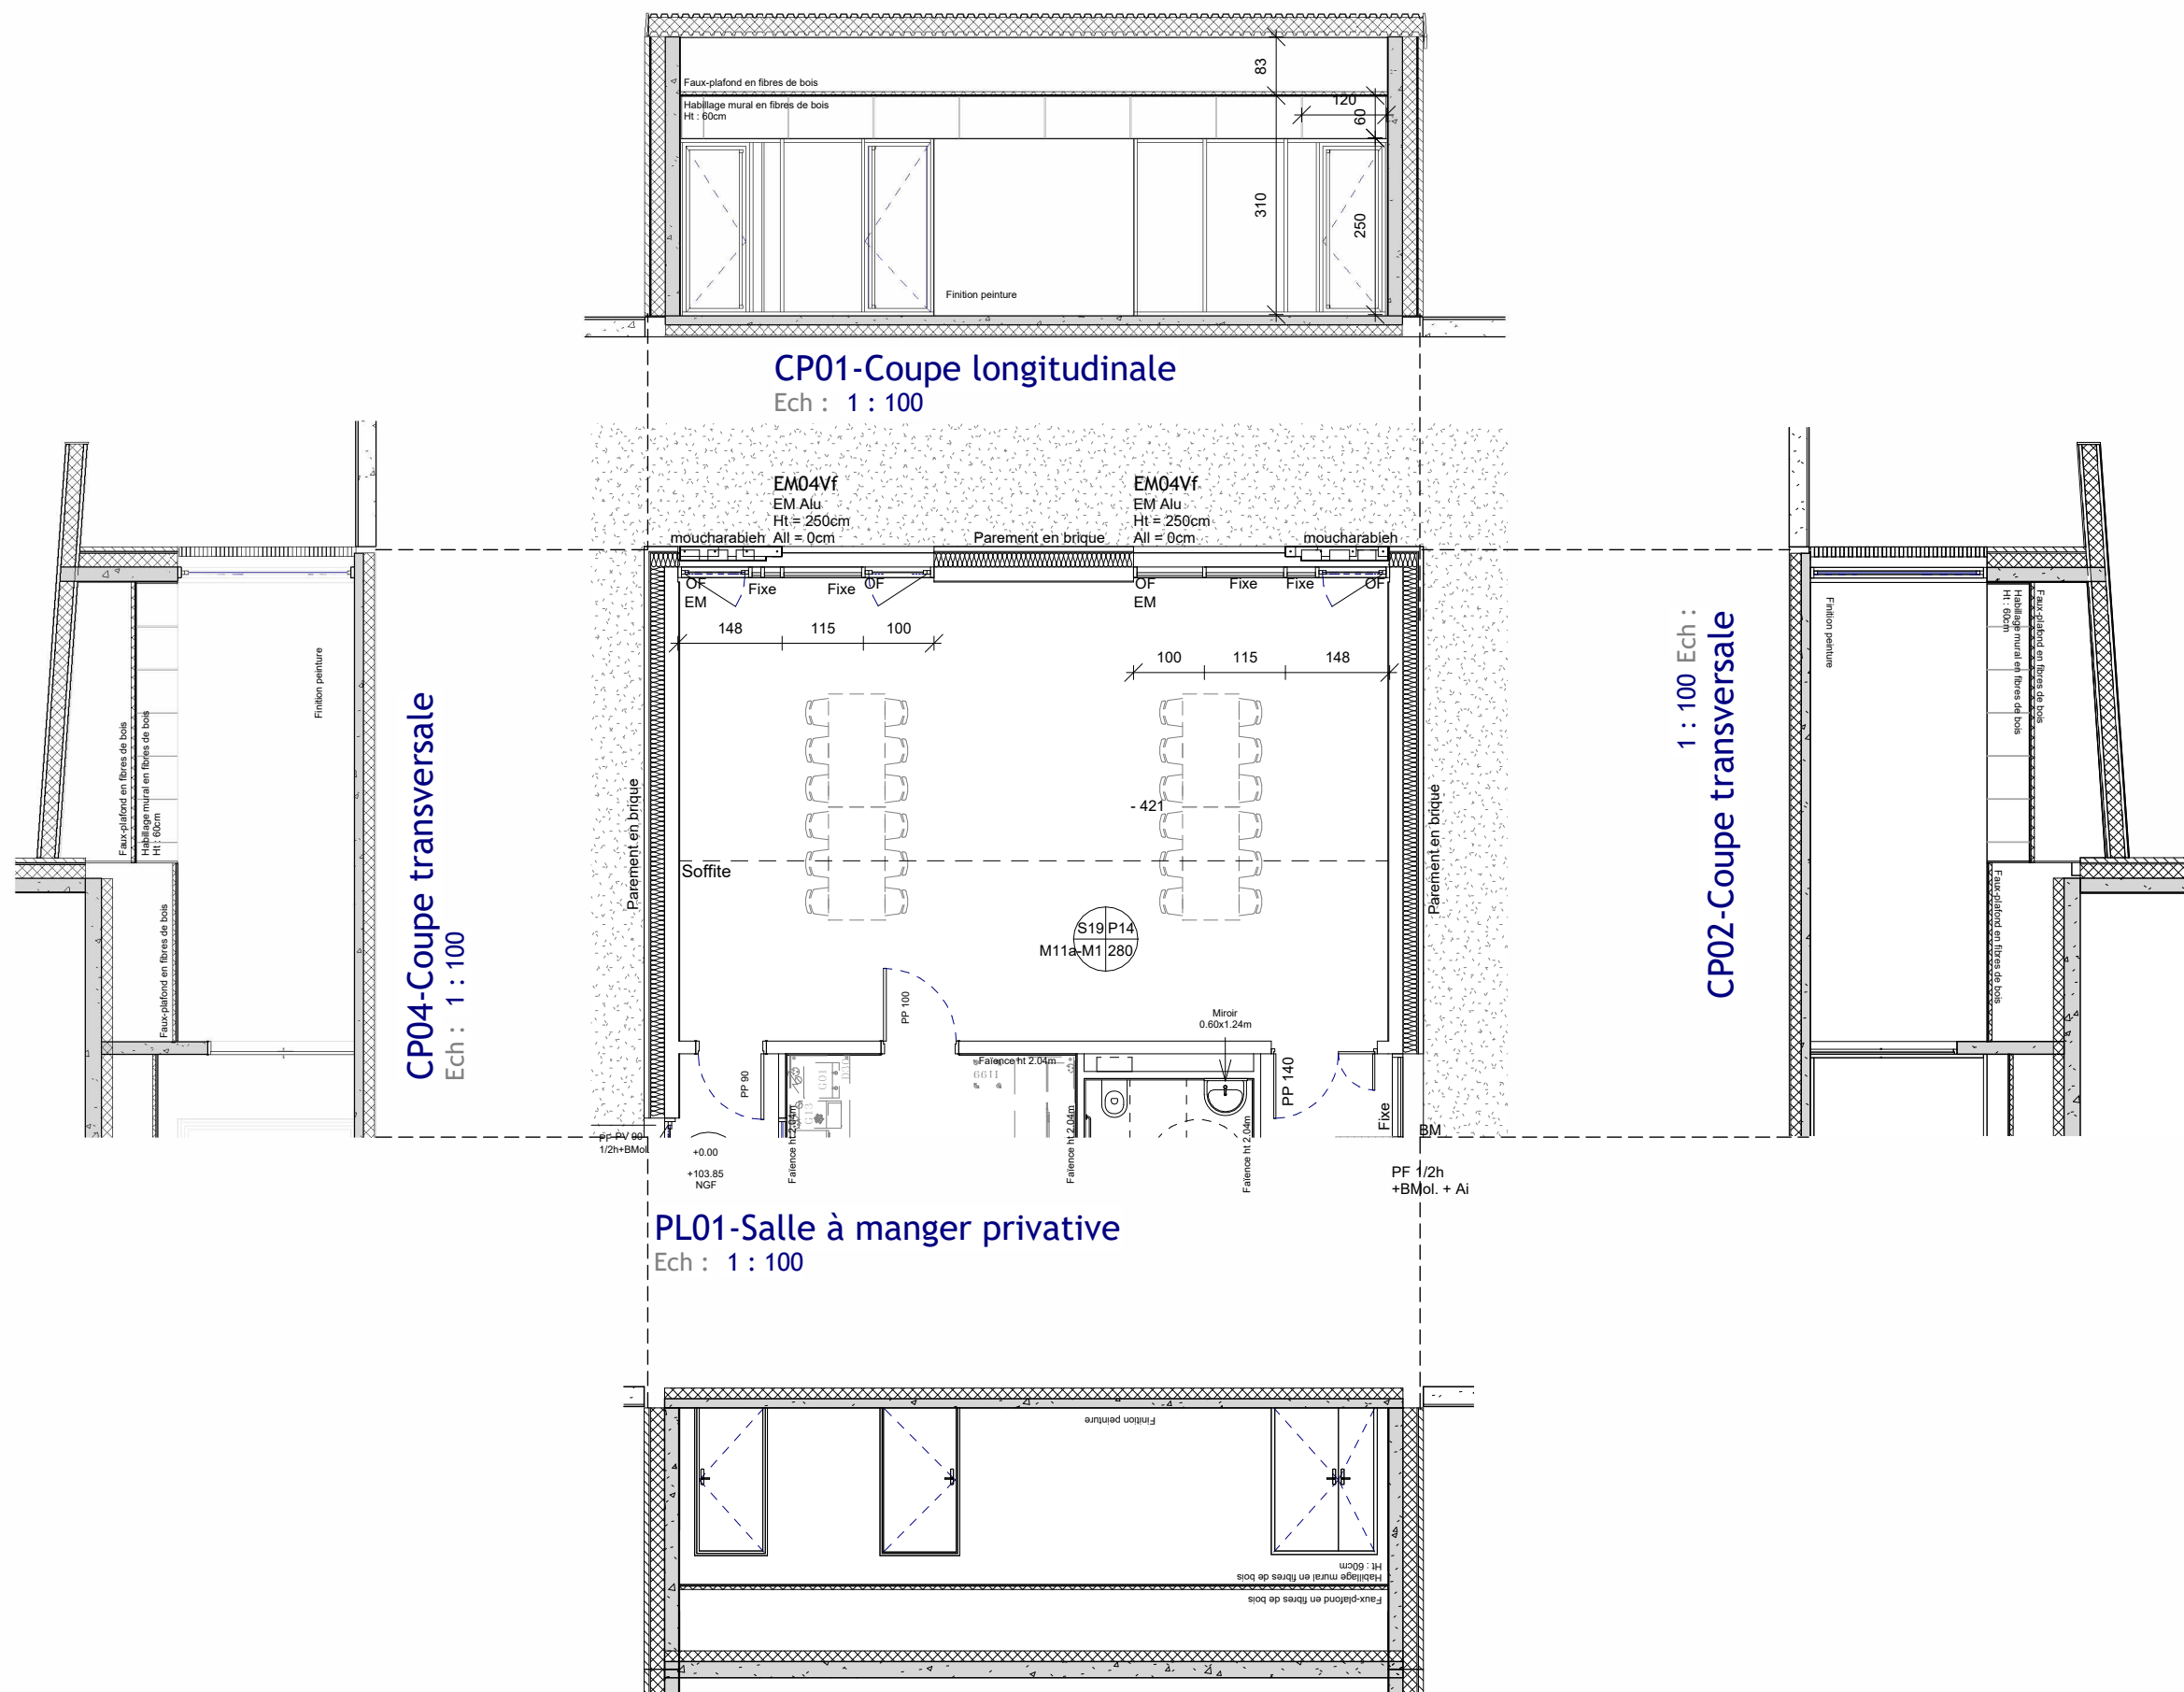 Faux-plafond en fibres de bois
Habillage mural en fibres de bois
Ht : 60cm
83
120
60
310
250
Finition peinture
CP01-Coupe longitudinale
Ech : 1 : 100
EM04Vf
EM Alu
Ht = 250cm
All = 0cm
moucharabieh
Parement en brique
EM04Vf
EM Alu
Ht = 250cm
All = 0cm
moucharabieh
OF
EM
Fixe
Fixe
OF
OF
EM
Fixe
Fixe
OF
148
115
100
100
115
148
Parement en brique
Parement en brique
- 421
Soffite
S19 P14
M11a-M1 280
PP 100
Miroir
0.60x1.24m
PP 90
G01
G13
Faïence ht 2.04m
G611
PP 140
Fixe
Faïence ht 2.04m
Faïence ht 2.04m
Faïence ht 2.04m
PF PV 90
1/2h+BMol.
+0.00
+103.85
NGF
BM
PF 1/2h
+BMol. + Ai
PL01-Salle à manger privative
Ech : 1 : 100
Finition peinture
Faux-plafond en fibres de bois
Habillage mural en fibres de bois
Ht : 60cm
Faux-plafond en fibres de bois
CP04-Coupe transversale
Ech : 1 : 100
Finition peinture
Faux-plafond en fibres de bois
Habillage mural en fibres de bois
Ht : 60cm
Faux-plafond en fibres de bois
1 : 100 Ech :
CP02-Coupe transversale
Finition peinture
Ht : 60cm
Habillage mural en fibres de bois
Faux-plafond en fibres de bois